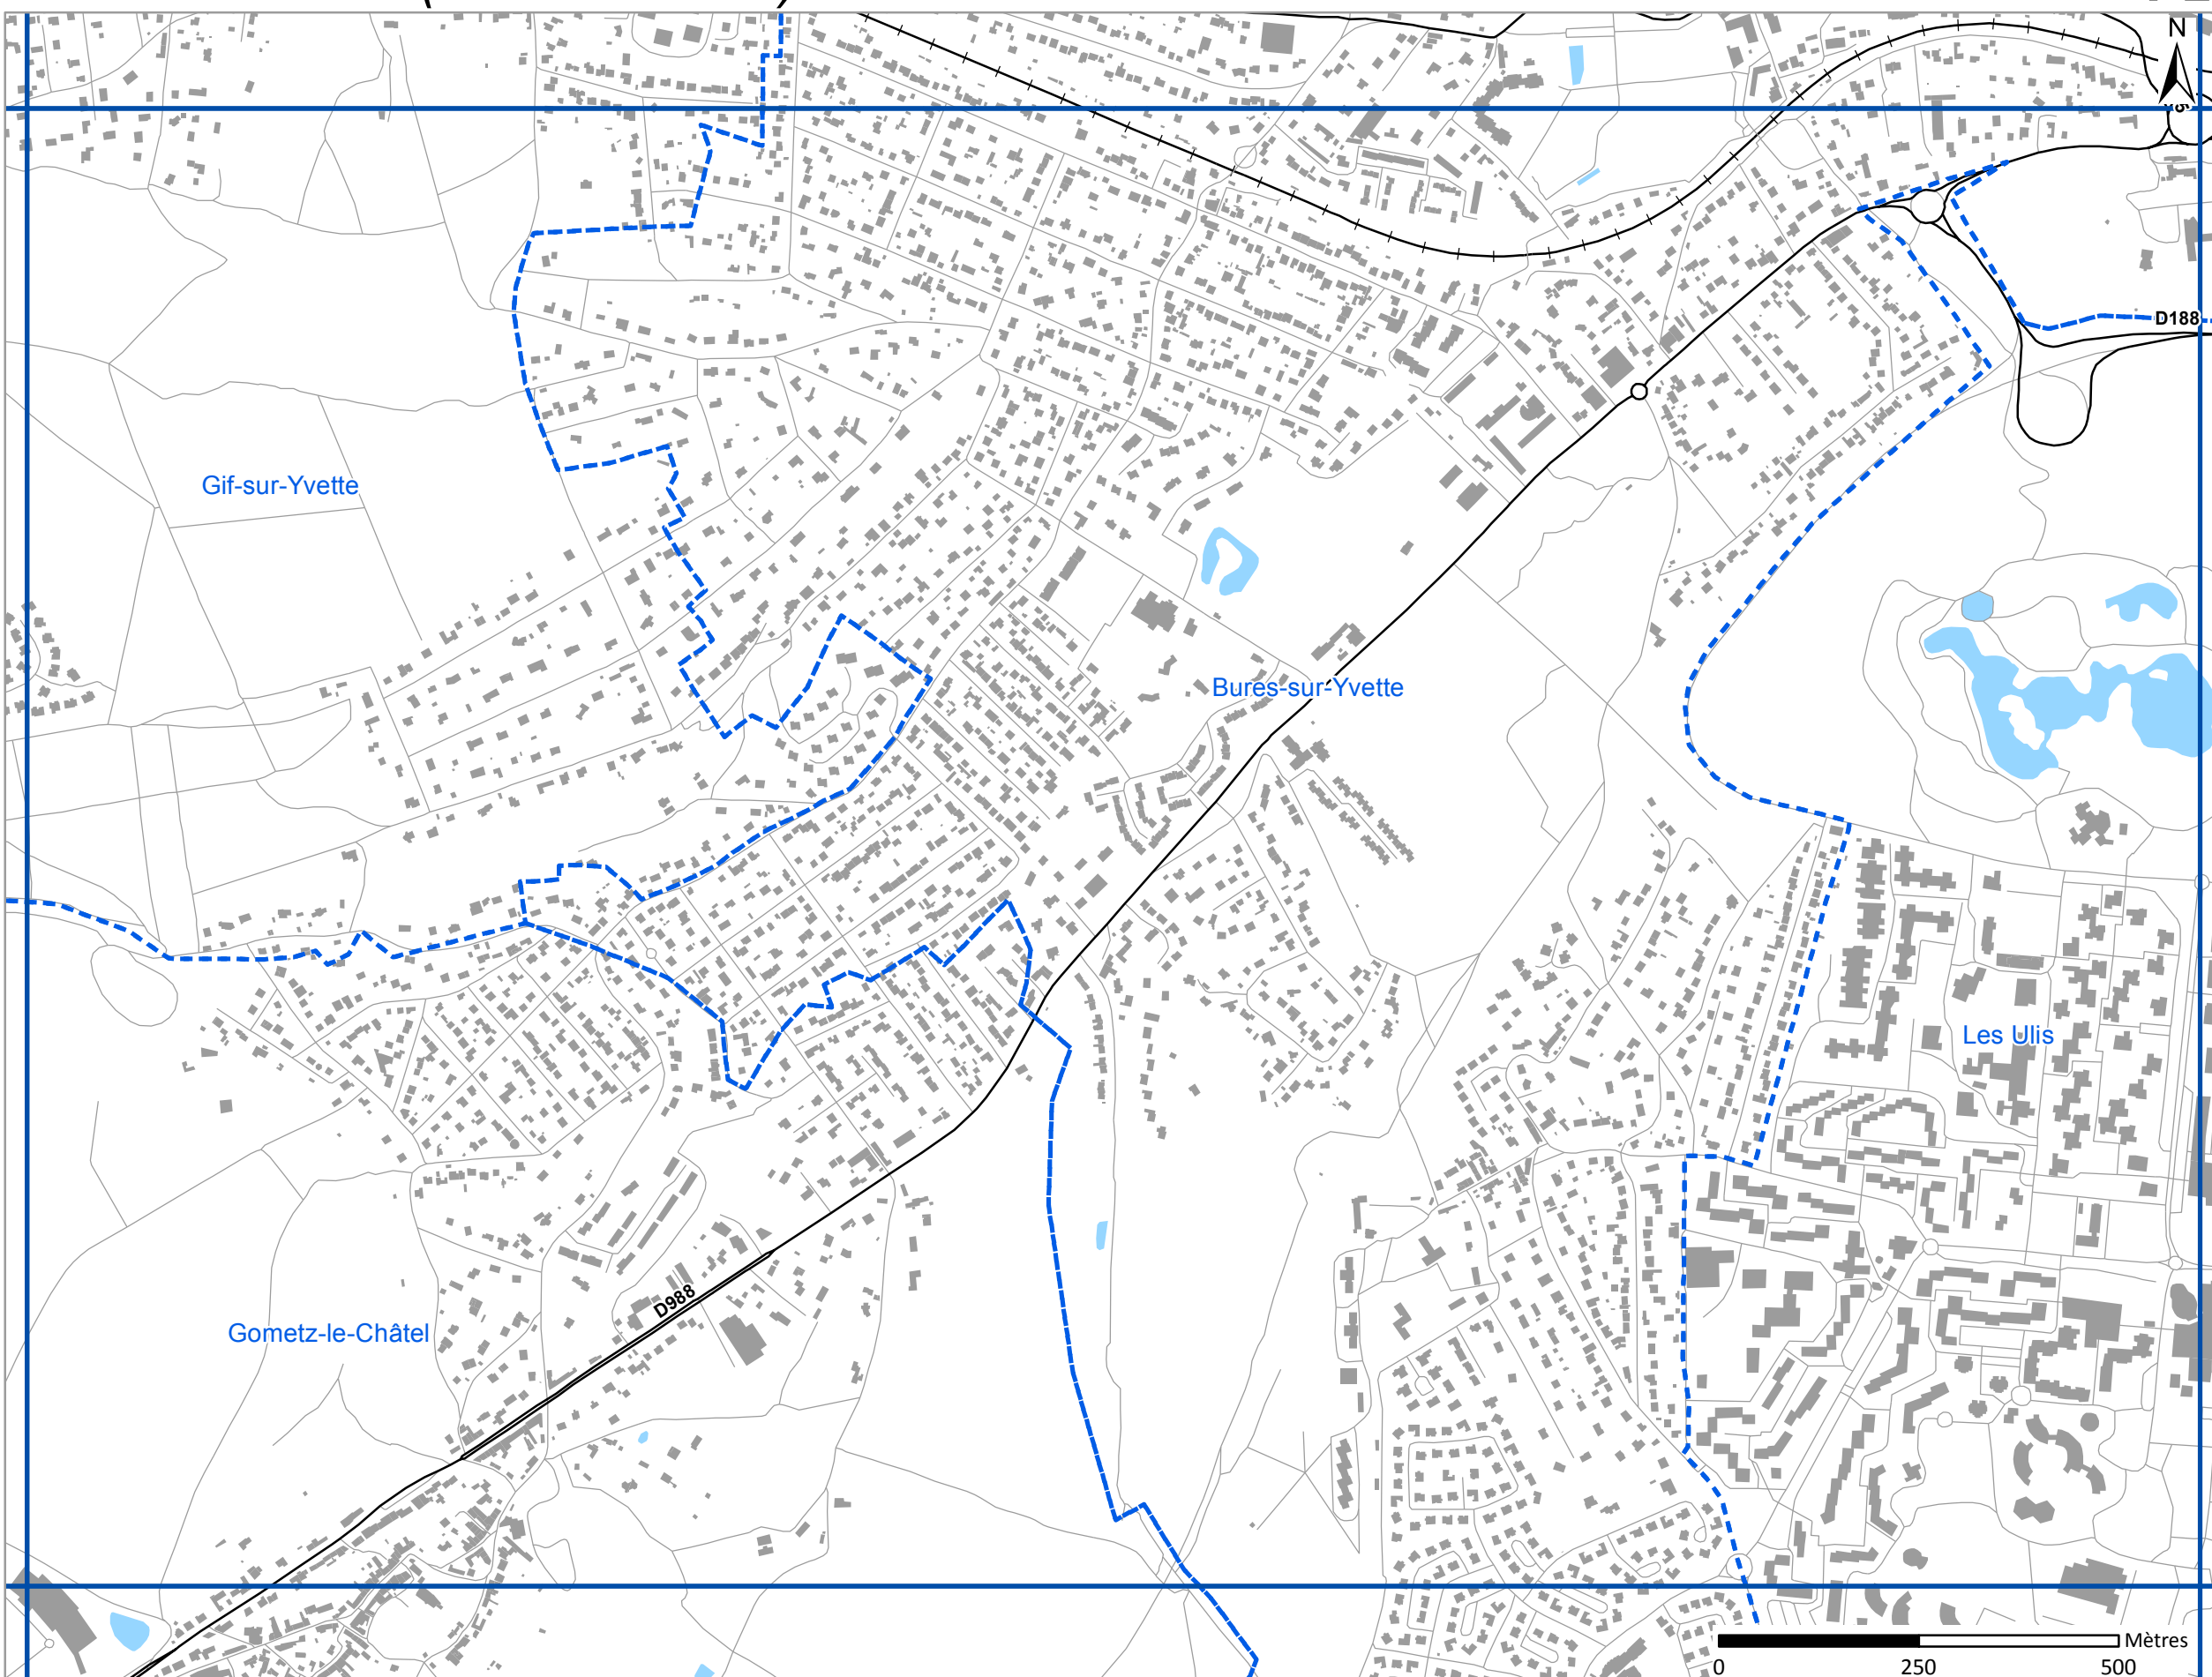 N
D188
Gif-sur-Yvette
Bures-sur-Yvette
Les Ulis
D988
Gometz-le-Châtel
Mètres
0 250 500